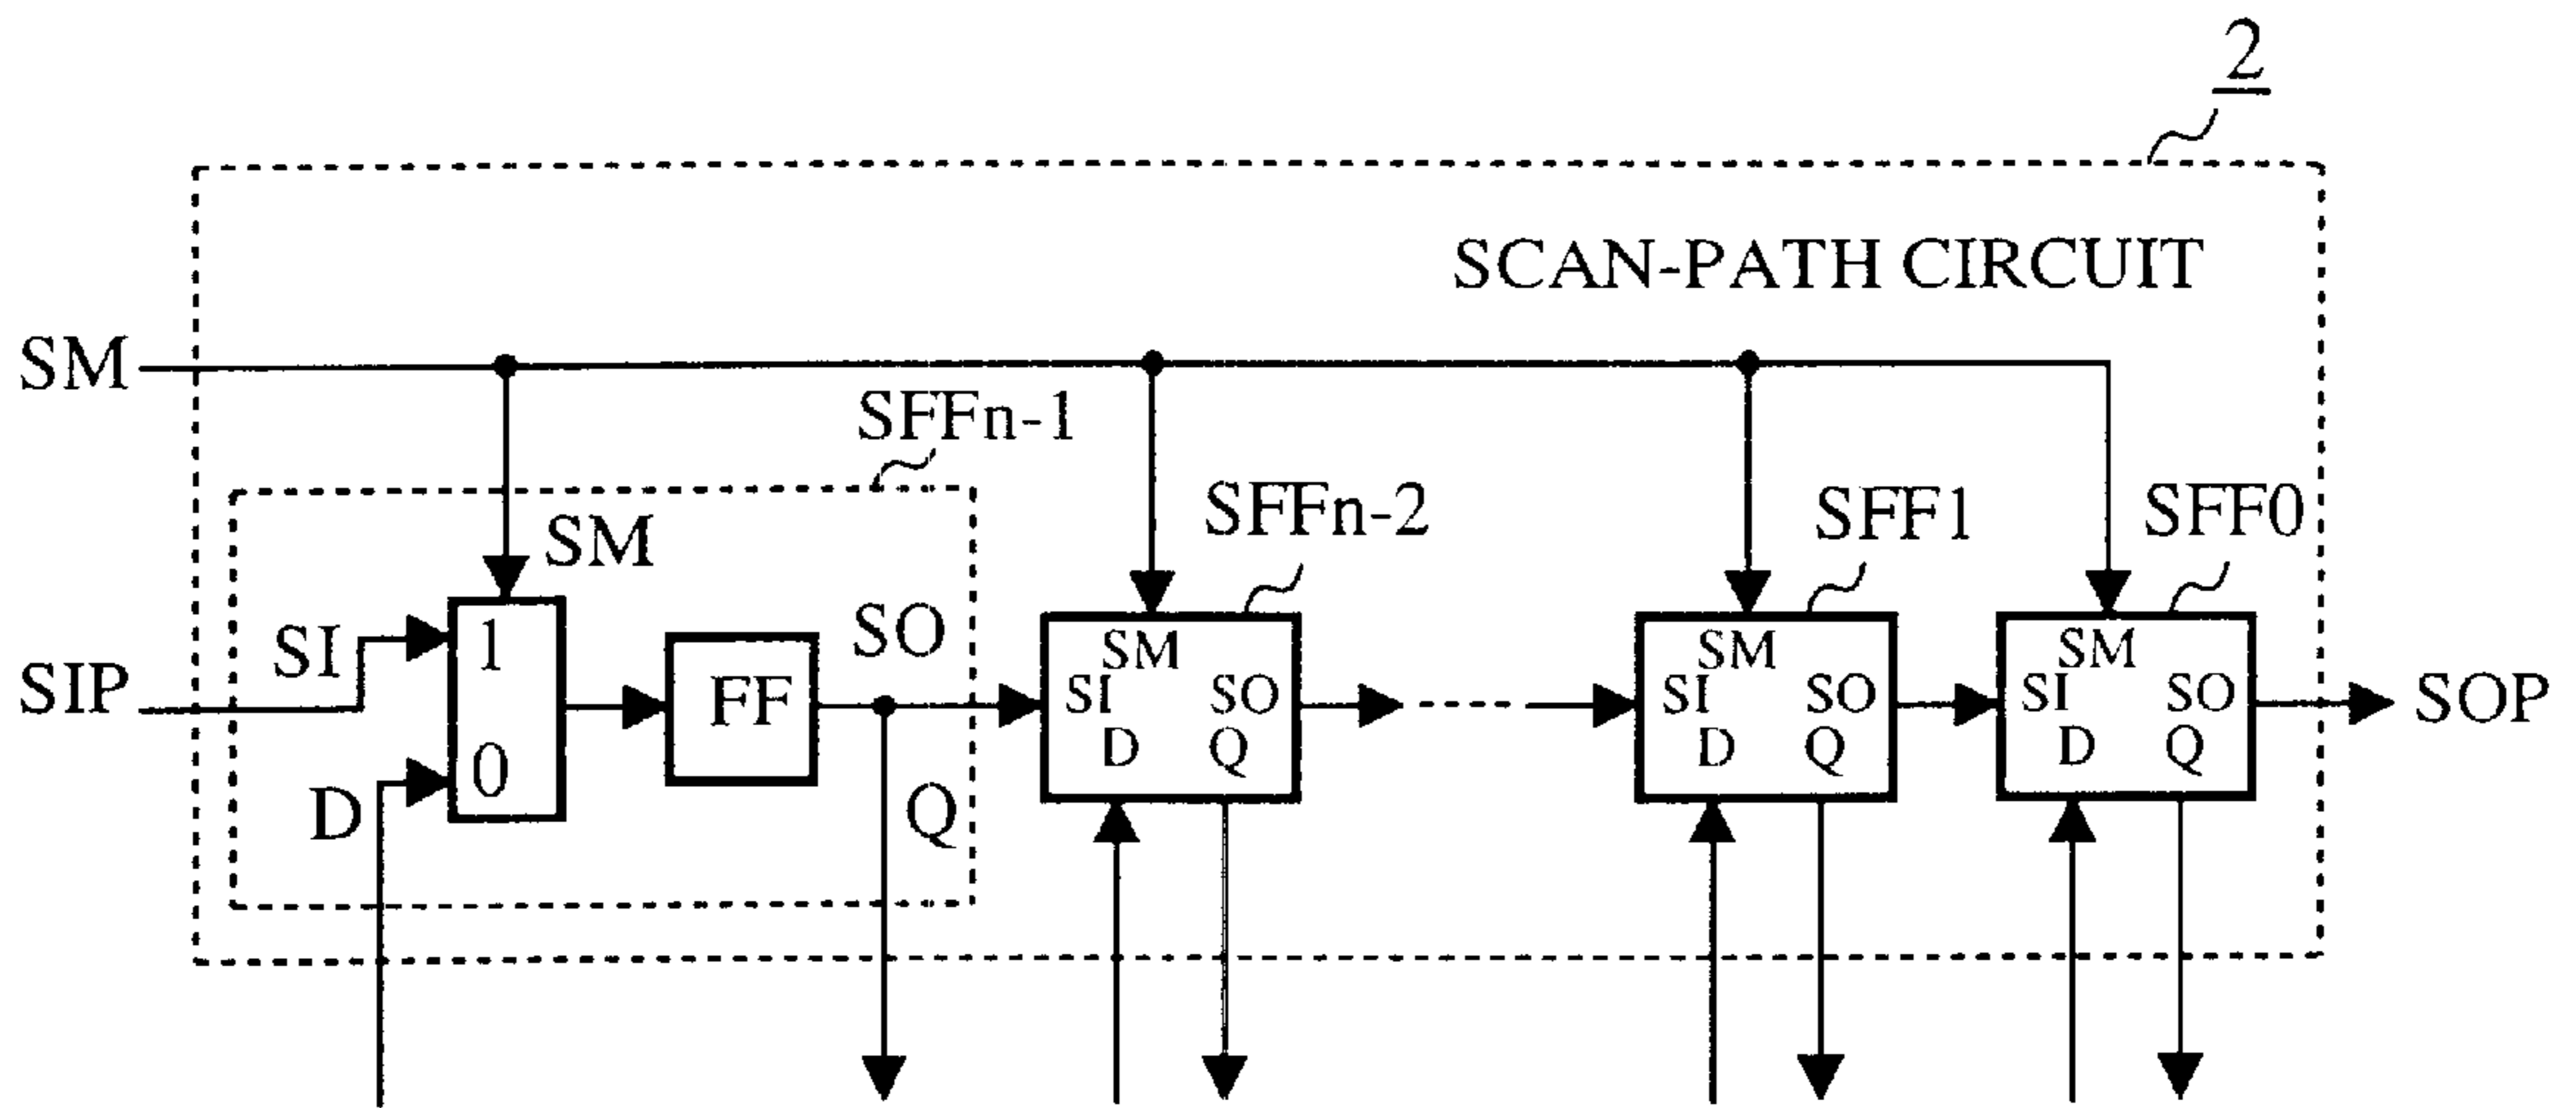 2
SCAN-PATH CIRCUIT
SM
SFFn-1
SFFn-2
SFF1
SFF0
SM
SI
1
SO
FF
SIP
D
0
Q
SM
SI
SO
D
Q
SM
SI
SO
D
Q
SM
SI
SO
D
Q
SOP